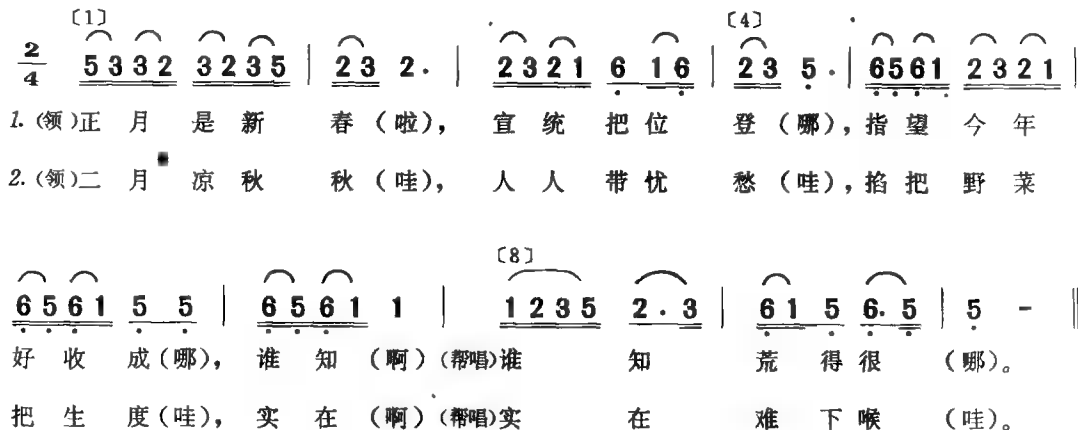 〔1〕 〔4〕
2/4 5332 3235 | 23 2. | 2321 6 16 | 23 5. | 6561 2321 |
1. (领)正 月 是 新 春 (啦), 宣 统 把 位 登 (哪), 指 望 今 年
2. (领)二 月 凉 秋 秋 (哇), 人 人 带 忧 愁 (哇), 掐 把 野 菜
〔8〕
6561 5 5 | 6561 1 | 1235 2.3 | 61 5 6.5 | 5 - ‖
好 收 成 (哪), 谁 知 (啊) (帮唱)谁 知 荒 得 很 (哪)。
把 生 度 (哇), 实 在 (啊) (帮唱)实 在 难 下 喉 (哇)。